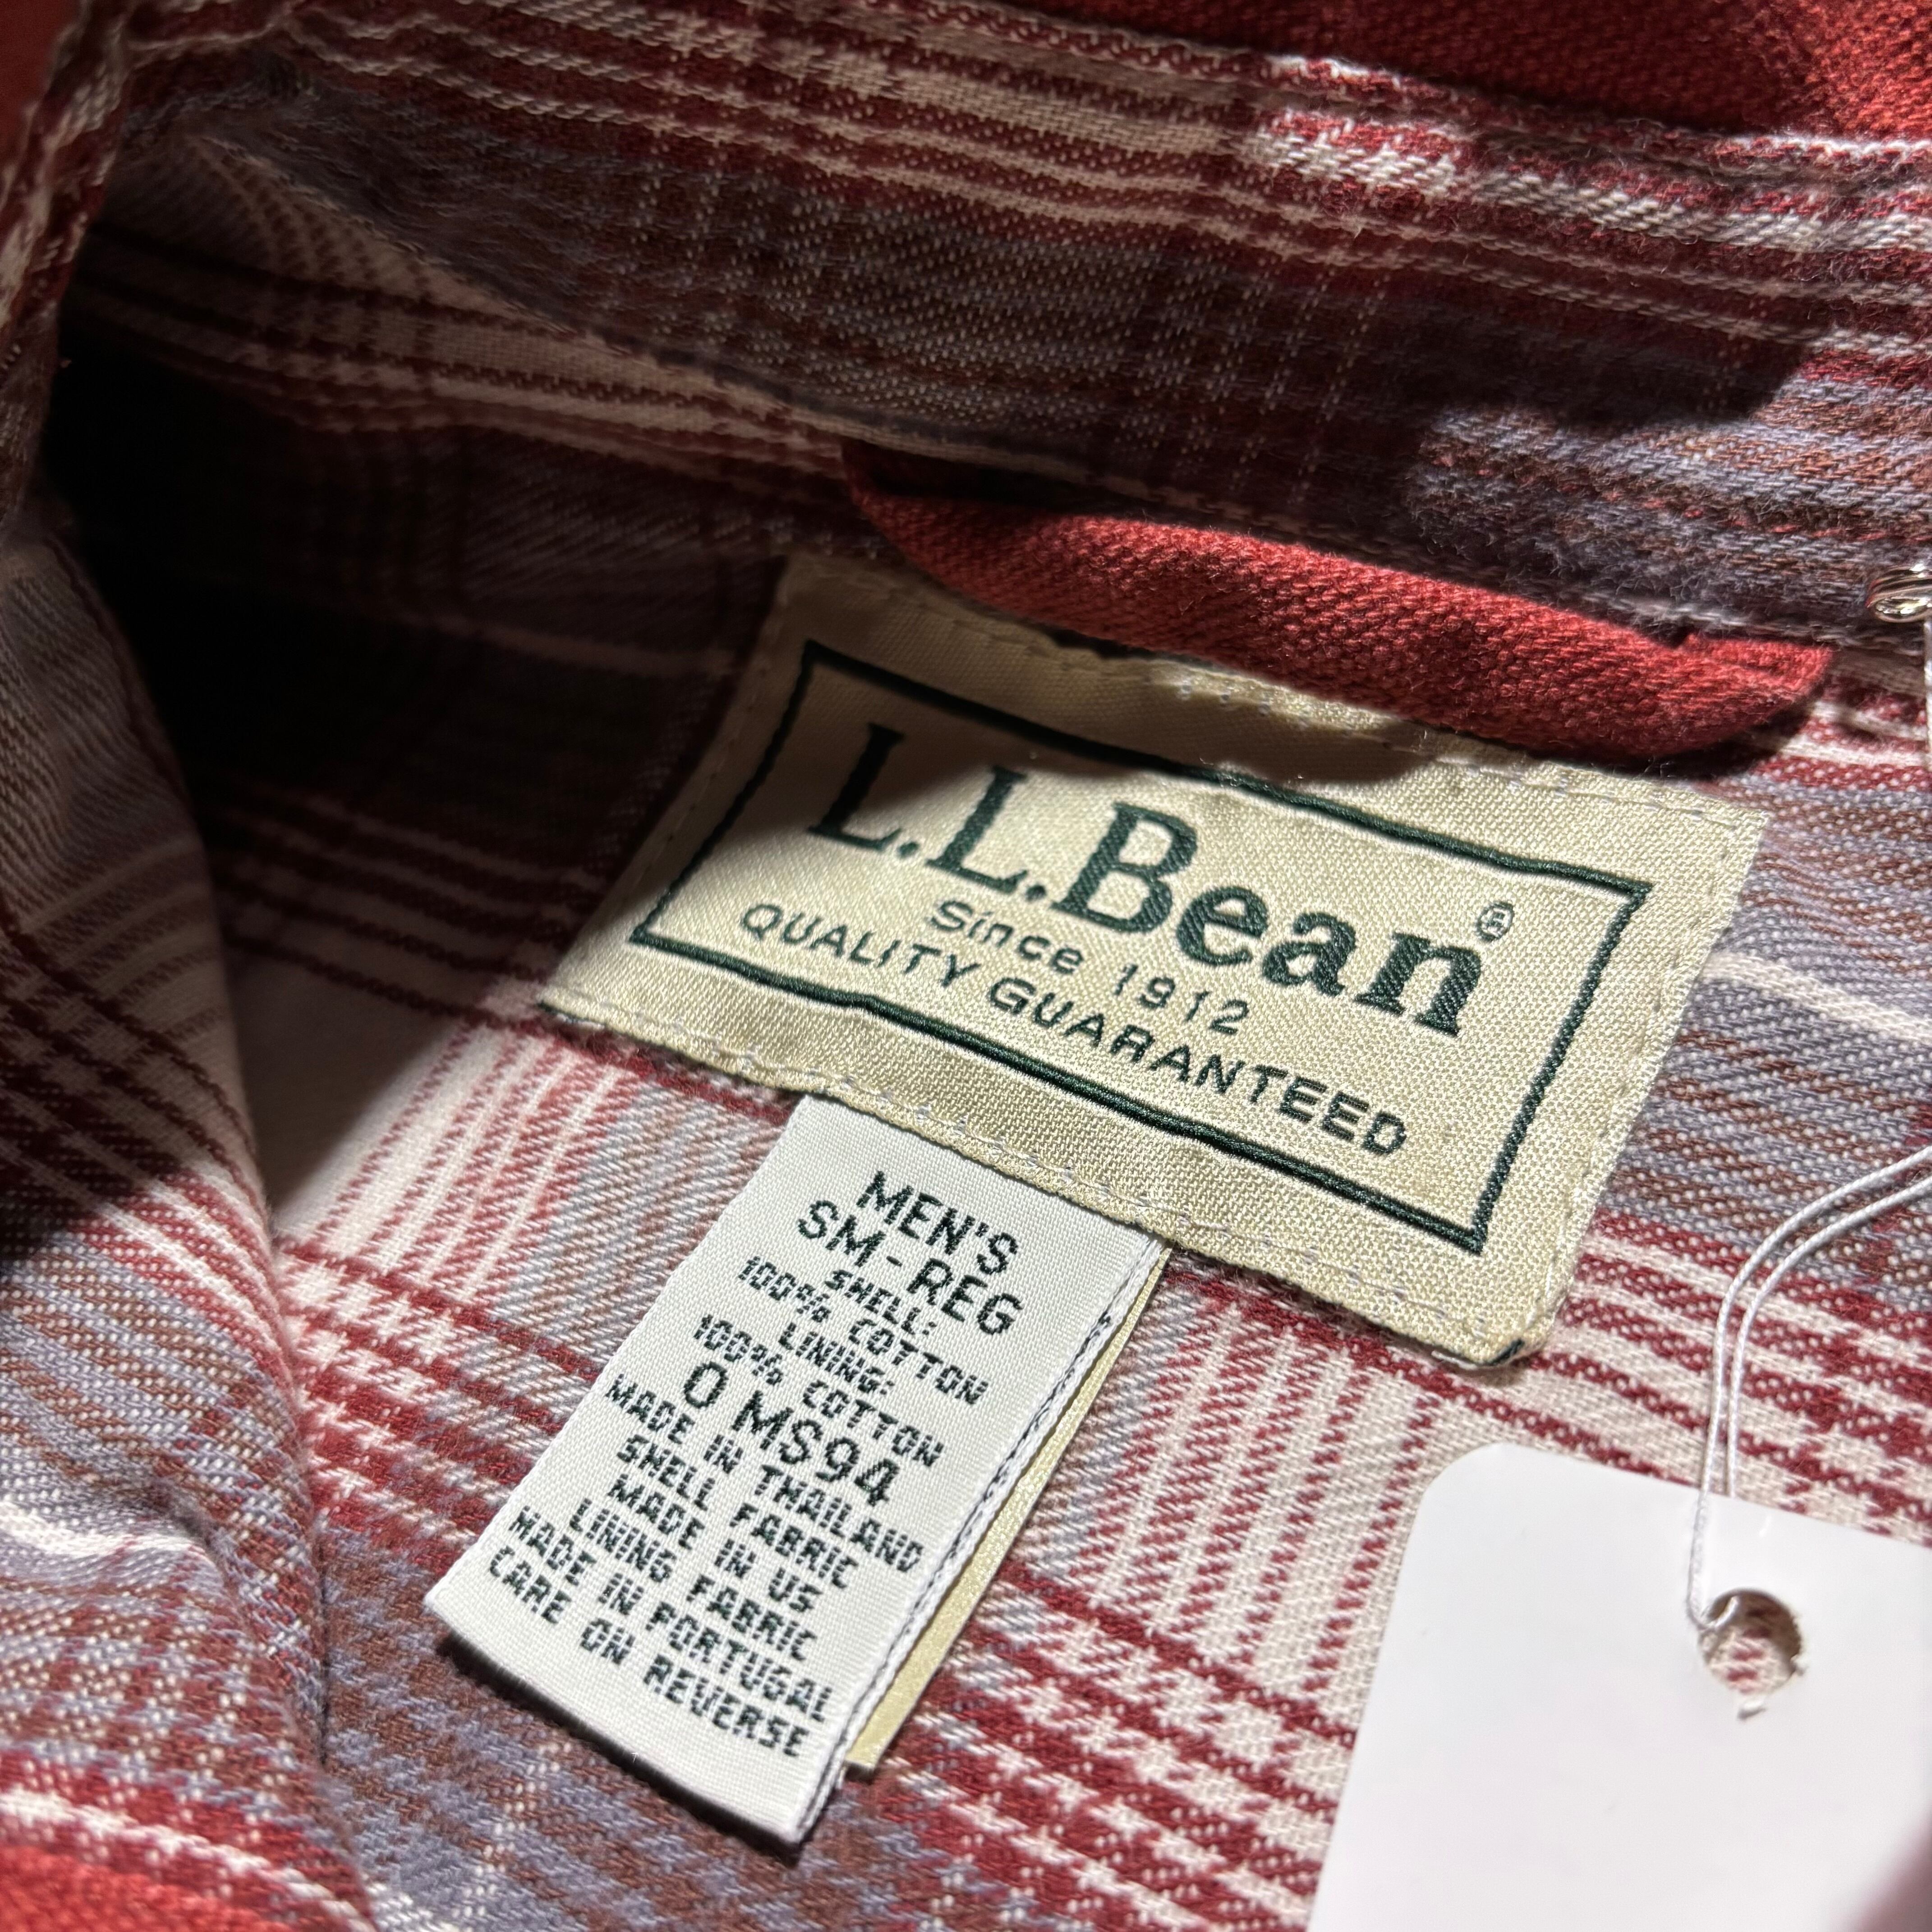 L.L.Bean®
Since 1912
QUALITY GUARANTEED
MEN'S
SM-REG
SHELL:
100% COTTON
LINING:
100% COTTON
0 MS94
MADE IN THAILAND
SHELL FABRIC
MADE IN US
LINING FABRIC
MADE IN PORTUGAL
CARE ON REVERSE